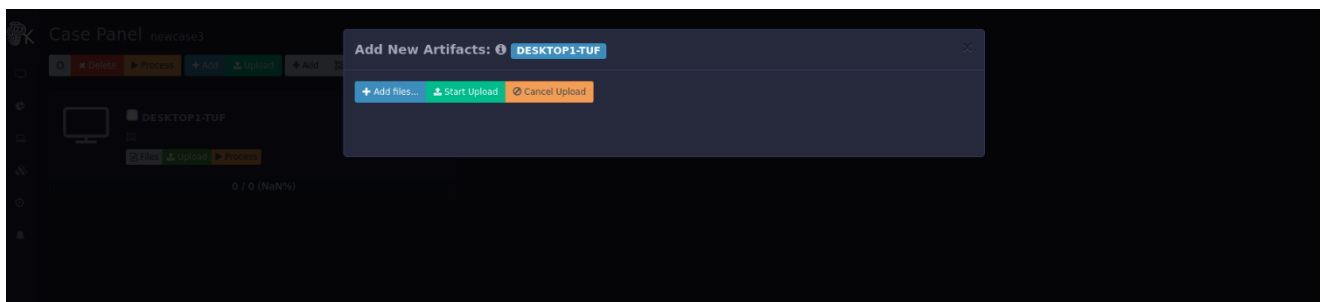 K
Case Panel newcase3
Delete Process + Add Upload + Add
Add New Artifacts: DESKTOP1-TUF
+ Add files... Start Upload Cancel Upload
DESKTOP1-TUF
Files Upload Process
0 / 0 (NaN%)